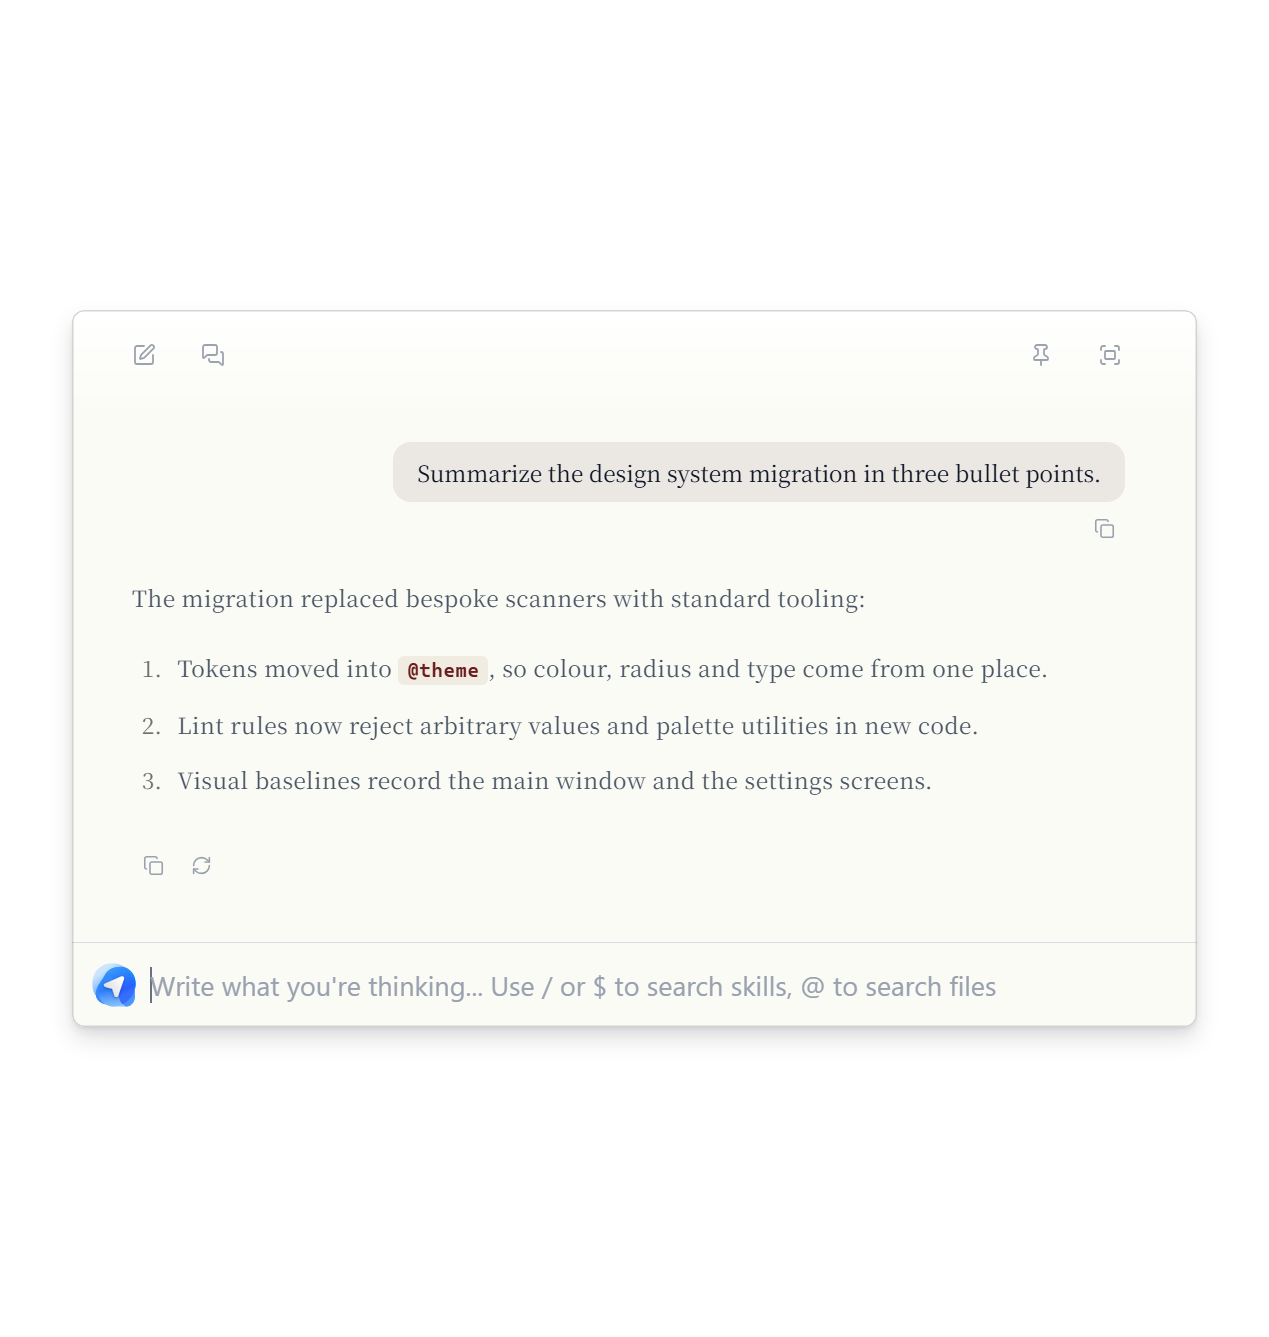 Summarize the design system migration in three bullet points.
The migration replaced bespoke scanners with standard tooling:
1. Tokens moved into @theme, so colour, radius and type come from one place.
2. Lint rules now reject arbitrary values and palette utilities in new code.
3. Visual baselines record the main window and the settings screens.
Write what you're thinking... Use / or $ to search skills, @ to search files